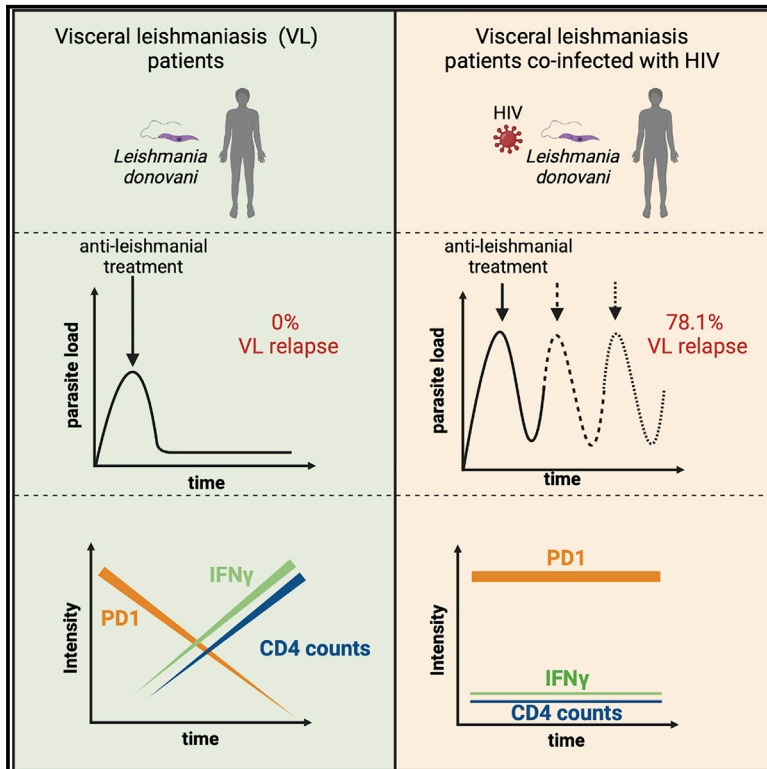 Visceral leishmaniasis (VL)
patients
Leishmania
donovani
Visceral leishmaniasis
patients co-infected with HIV
HIV
Leishmania
donovani
anti-leishmanial
treatment
0%
VL relapse
parasite load
time
anti-leishmanial
treatment
78.1%
VL relapse
parasite load
time
IFNγ
PD1
CD4 counts
Intensity
time
PD1
IFNγ
CD4 counts
Intensity
time